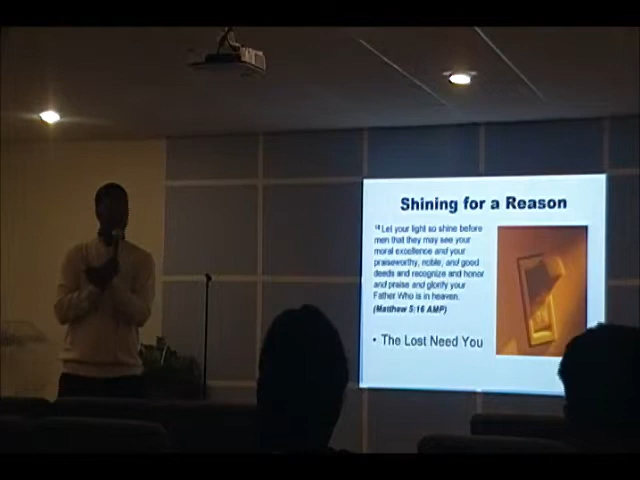 Shining for a Reason
16 Let your light so shine before
men that they may see your
moral excellence and your
praiseworthy, noble, and good
deeds and recognize and honor
and praise and glorify your
Father Who is in heaven.
(Matthew 5:16 AMP)
• The Lost Need You